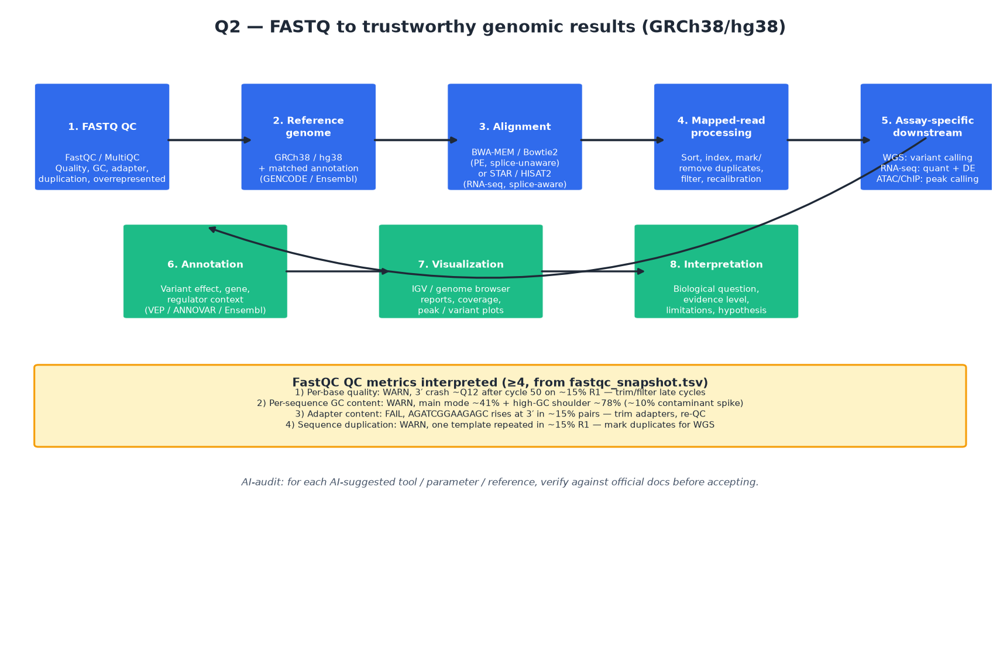 Q2 — FASTQ to trustworthy genomic results (GRCh38/hg38)
1. FASTQ QC
FastQC / MultiQC
Quality, GC, adapter,
duplication, overrepresented
2. Reference
genome
GRCh38 / hg38
+ matched annotation
(GENCODE / Ensembl)
3. Alignment
BWA-MEM / Bowtie2
(PE, splice-unaware)
or STAR / HISAT2
(RNA-seq, splice-aware)
4. Mapped-read
processing
Sort, index, mark/
remove duplicates,
filter, recalibration
5. Assay-specific
downstream
WGS: variant calling
RNA-seq: quant + DE
ATAC/ChIP: peak calling
6. Annotation
Variant effect, gene,
regulator context
(VEP / ANNOVAR / Ensembl)
7. Visualization
IGV / genome browser
reports, coverage,
peak / variant plots
8. Interpretation
Biological question,
evidence level,
limitations, hypothesis
FastQC QC metrics interpreted (≥4, from fastqc_snapshot.tsv)
1) Per-base quality: WARN, 3′ crash ~Q12 after cycle 50 on ~15% R1 — trim/filter late cycles
2) Per-sequence GC content: WARN, main mode ~41% + high-GC shoulder ~78% (~10% contaminant spike)
3) Adapter content: FAIL, AGATCGGAAGAGC rises at 3′ in ~15% pairs — trim adapters, re-QC
4) Sequence duplication: WARN, one template repeated in ~15% R1 — mark duplicates for WGS
AI-audit: for each AI-suggested tool / parameter / reference, verify against official docs before accepting.